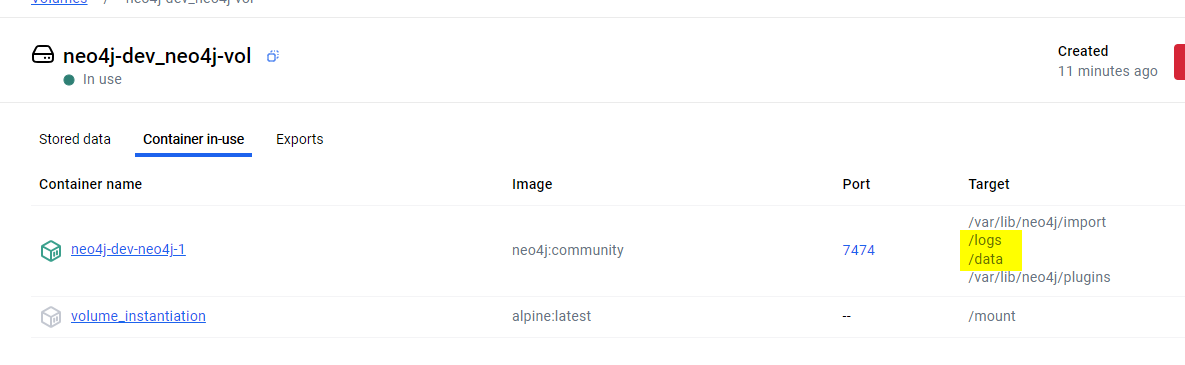 Volumes / neo4j-dev_neo4j-vol
neo4j-dev_neo4j-vol
In use
Created
11 minutes ago
Stored data Container in-use Exports
Container name Image Port Target
neo4j-dev-neo4j-1 neo4j:community 7474
/var/lib/neo4j/import
/logs
/data
/var/lib/neo4j/plugins
volume_instantiation alpine:latest -- /mount